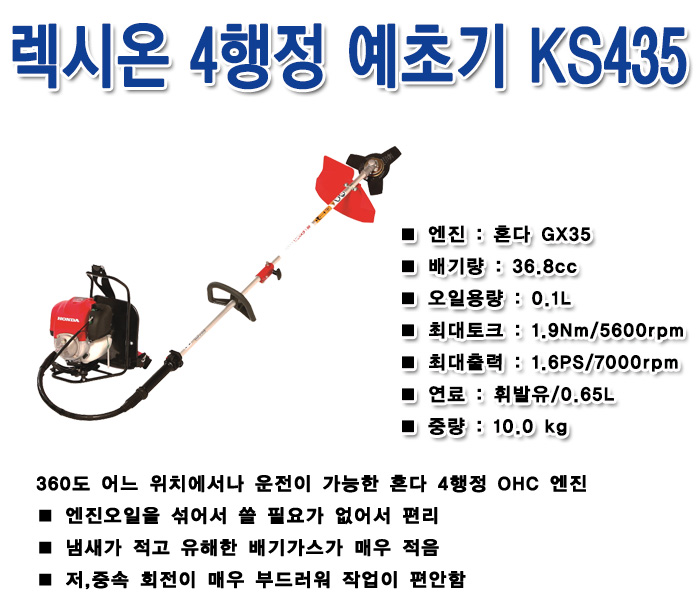 렉시온 4행정 예초기 KS435
HONDA
■ 엔진 : 혼다 GX35
■ 배기량 : 36.8cc
■ 오일용량 : 0.1L
■ 최대토크 : 1.9Nm/5600rpm
■ 최대출력 : 1.6PS/7000rpm
■ 연료 : 휘발유/0.65L
■ 중량 : 10.0 kg
360도 어느 위치에서나 운전이 가능한 혼다 4행정 OHC 엔진
■ 엔진오일을 섞어서 쓸 필요가 없어서 편리
■ 냄새가 적고 유해한 배기가스가 매우 적음
■ 저,중속 회전이 매우 부드러워 작업이 편안함